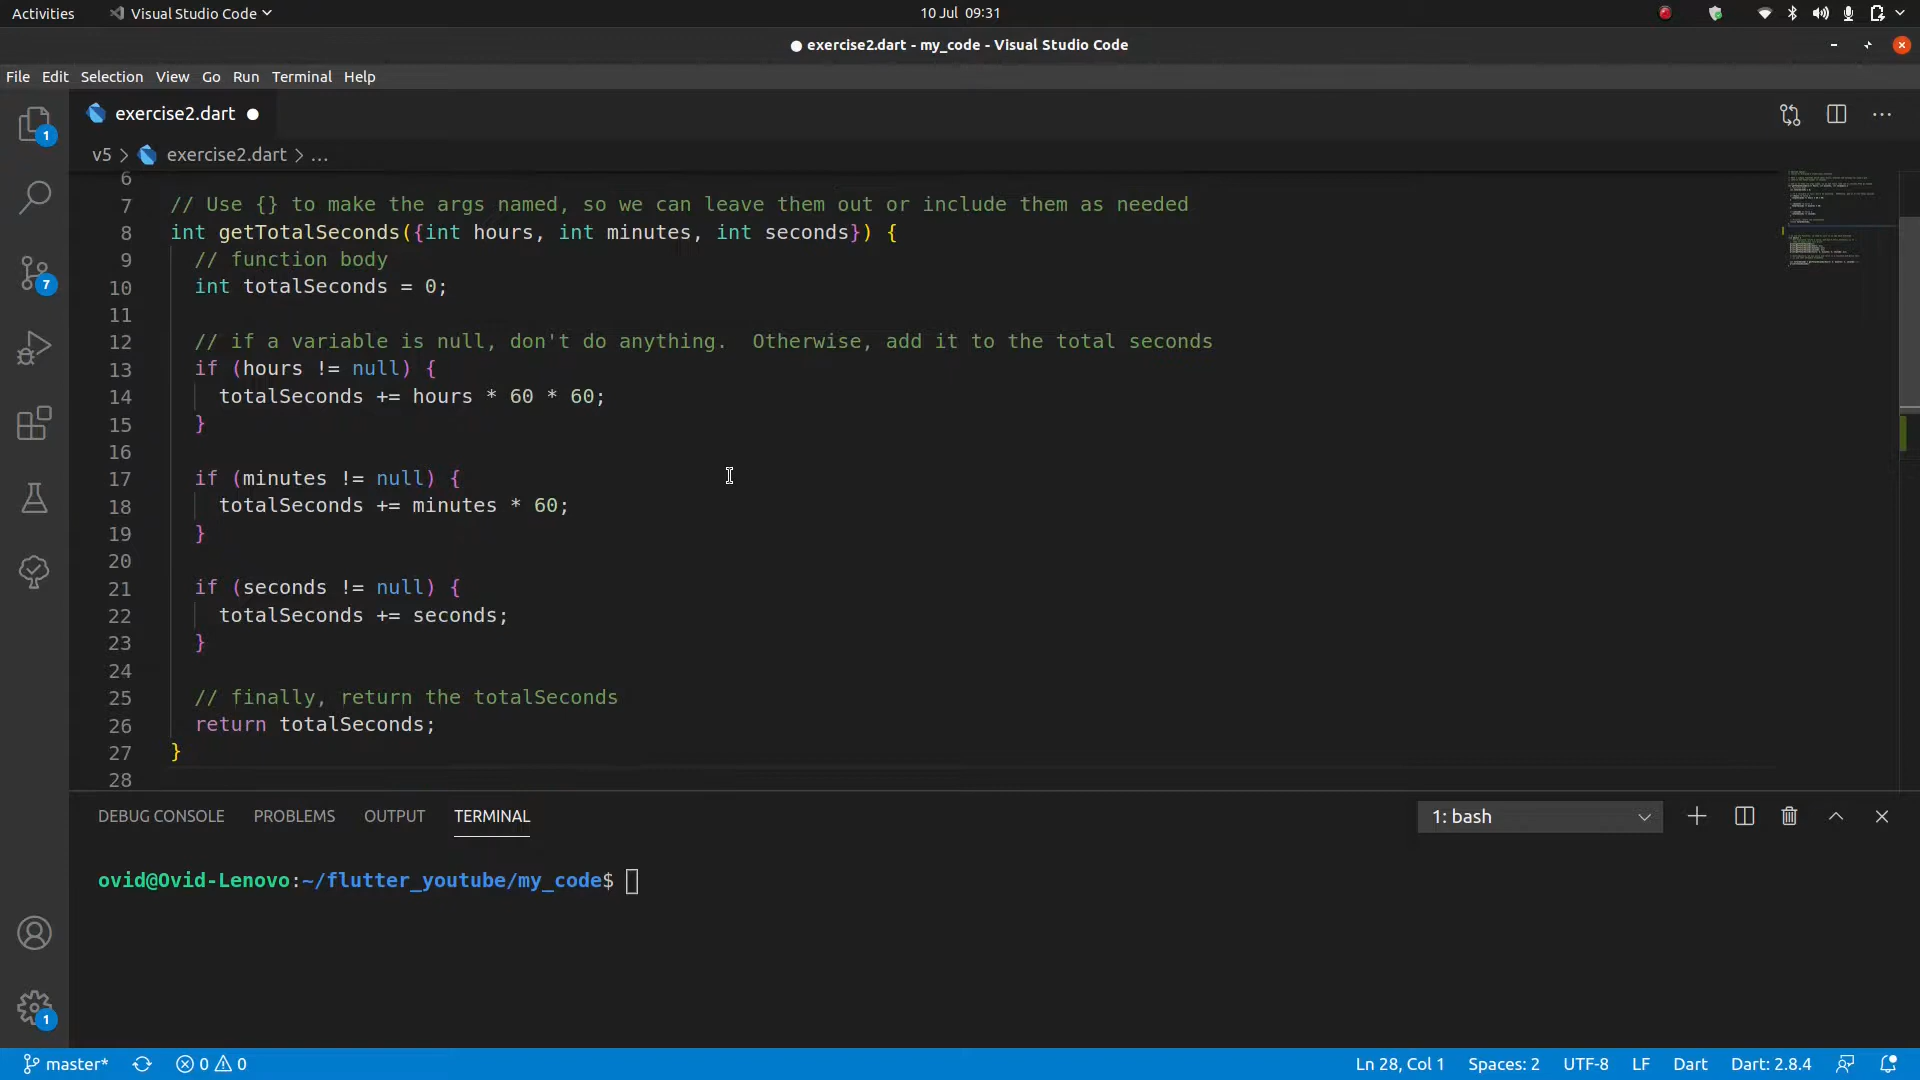 Activities Visual Studio Code 10 Jul 09:31
exercise2.dart - my_code - Visual Studio Code
File Edit Selection View Go Run Terminal Help
1 exercise2.dart
v5 > exercise2.dart > ...
6
7 // Use {} to make the args named, so we can leave them out or include them as needed
8 int getTotalSeconds({int hours, int minutes, int seconds}) {
9 // function body
10 int totalSeconds = 0;
11
12 // if a variable is null, don't do anything.  Otherwise, add it to the total seconds
13 if (hours != null) {
14 totalSeconds += hours * 60 * 60;
15 }
16
17 if (minutes != null) {
18 totalSeconds += minutes * 60;
19 }
20
21 if (seconds != null) {
22 totalSeconds += seconds;
23 }
24
25 // finally, return the totalSeconds
26 return totalSeconds;
27 }
28
7
1
DEBUG CONSOLE PROBLEMS OUTPUT TERMINAL 1: bash
ovid@Ovid-Lenovo:~/flutter_youtube/my_code$
master* 0 0 Ln 28, Col 1 Spaces: 2 UTF-8 LF Dart Dart: 2.8.4